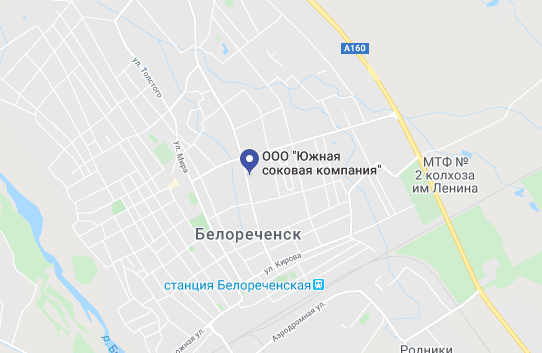 А160
ул. Толстого
ул. Мира
ООО "Южная
соковая компания"
МТФ №
2 колхоза
им Ленина
Белореченск
ул. Кирова
станция Белореченская
Аэродромная ул.
жная ул.
р. Б
Родники